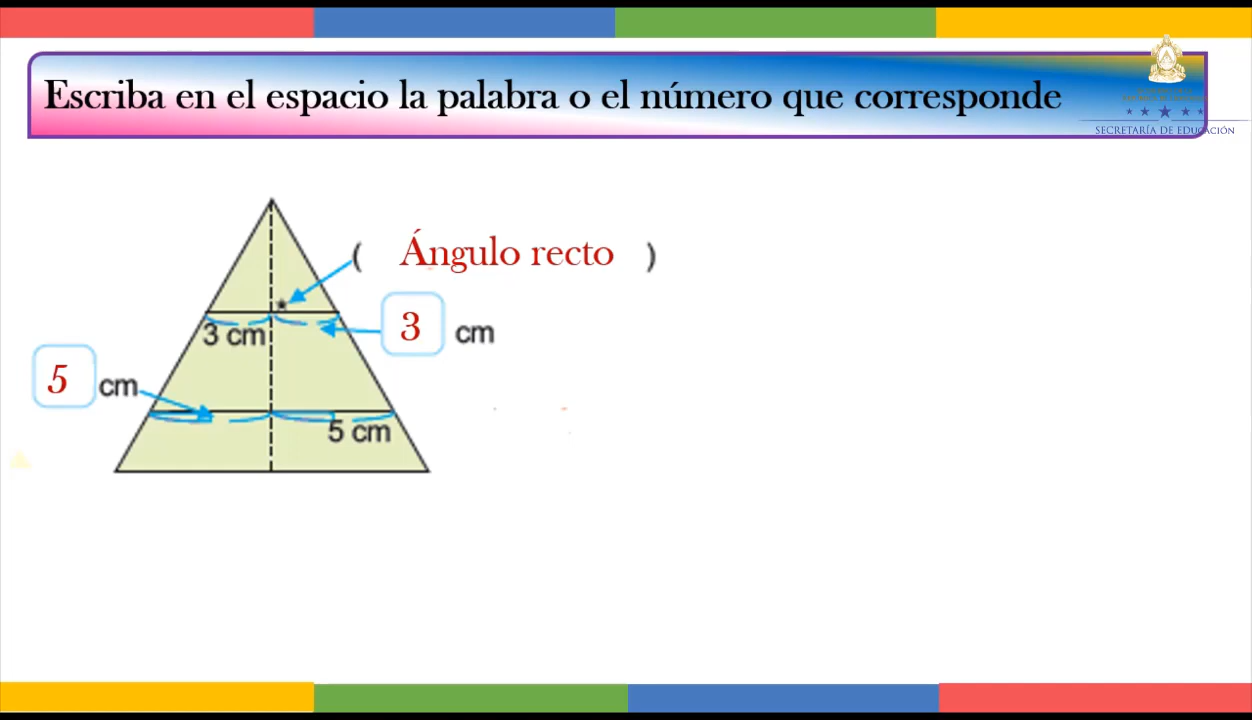 Escriba en el espacio la palabra o el número que corresponde
SECRETARÍA DE EDUCACIÓN
( Ángulo recto )
3 cm
3 cm
5 cm
5 cm